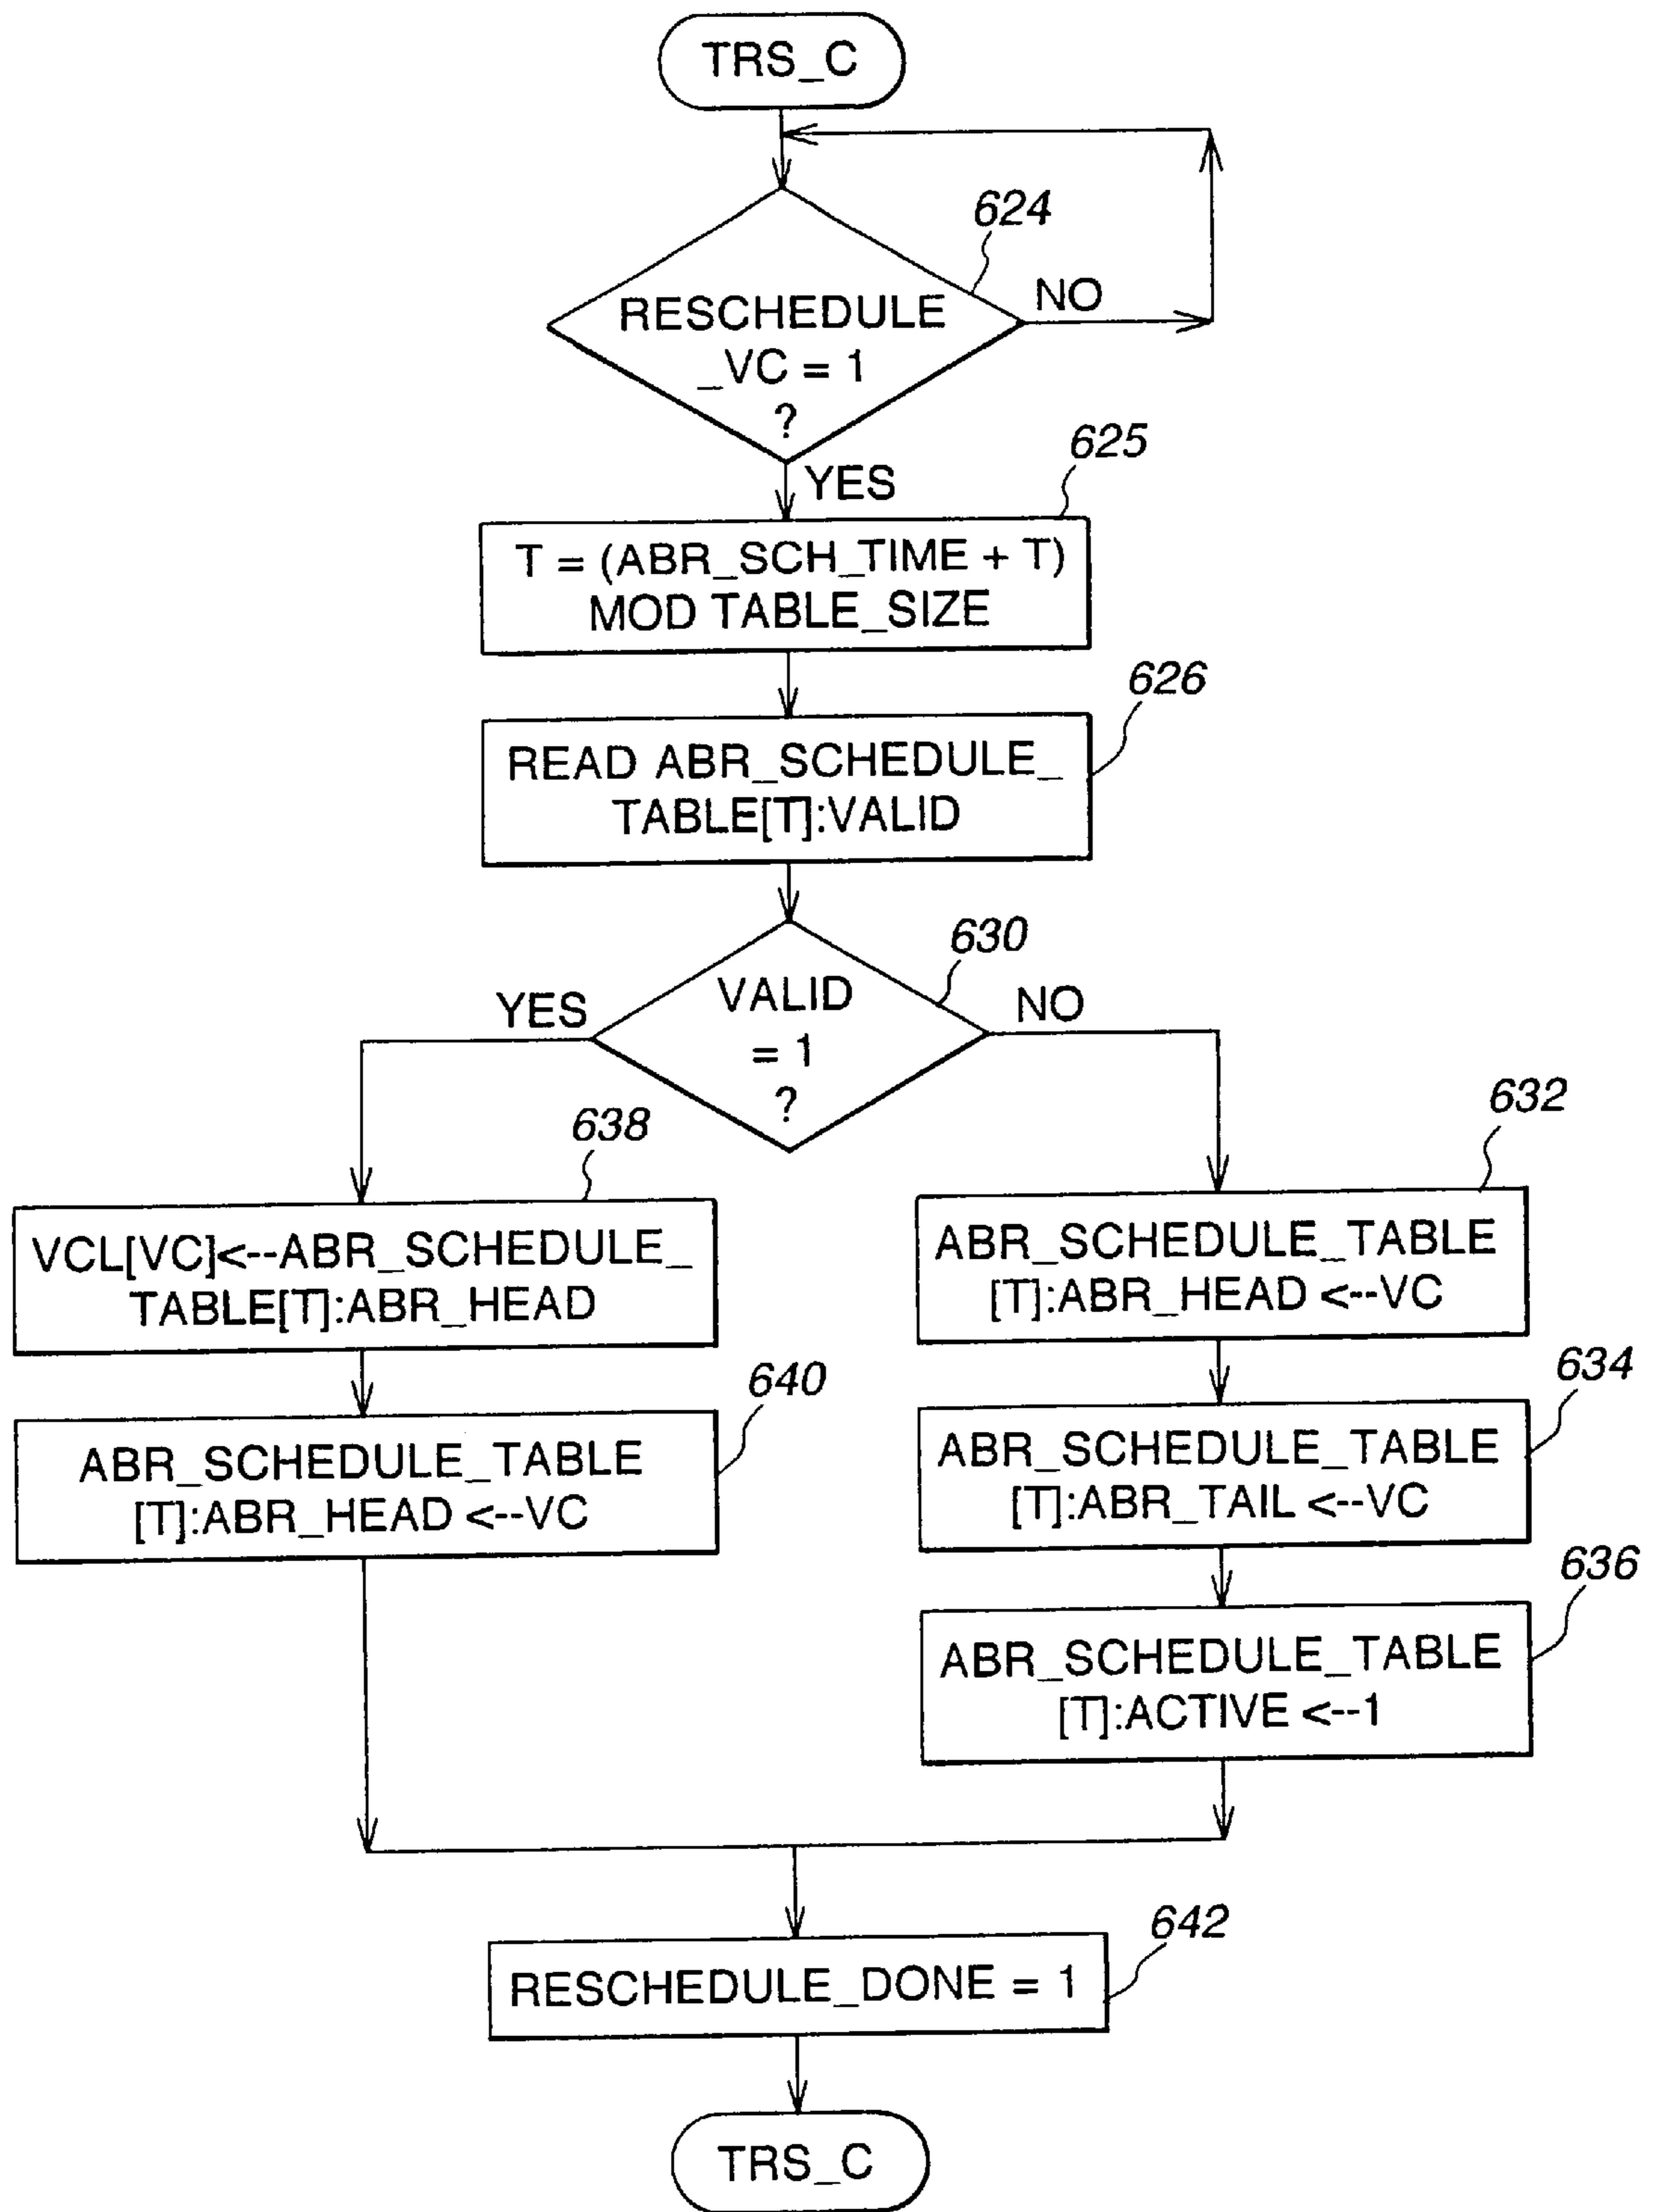 TRS_C
624
RESCHEDULE
NO
_VC = 1
?
625
YES
T = (ABR_SCH_TIME + T)
MOD TABLE_SIZE
626
READ ABR_SCHEDULE_
TABLE[T]:VALID
630
YES
VALID
NO
= 1
?
638
632
VCL[VC]<--ABR_SCHEDULE_
TABLE[T]:ABR_HEAD
ABR_SCHEDULE_TABLE
[T]:ABR_HEAD <--VC
640
634
ABR_SCHEDULE_TABLE
[T]:ABR_HEAD <--VC
ABR_SCHEDULE_TABLE
[T]:ABR_TAIL <--VC
636
ABR_SCHEDULE_TABLE
[T]:ACTIVE <--1
642
RESCHEDULE_DONE = 1
TRS_C